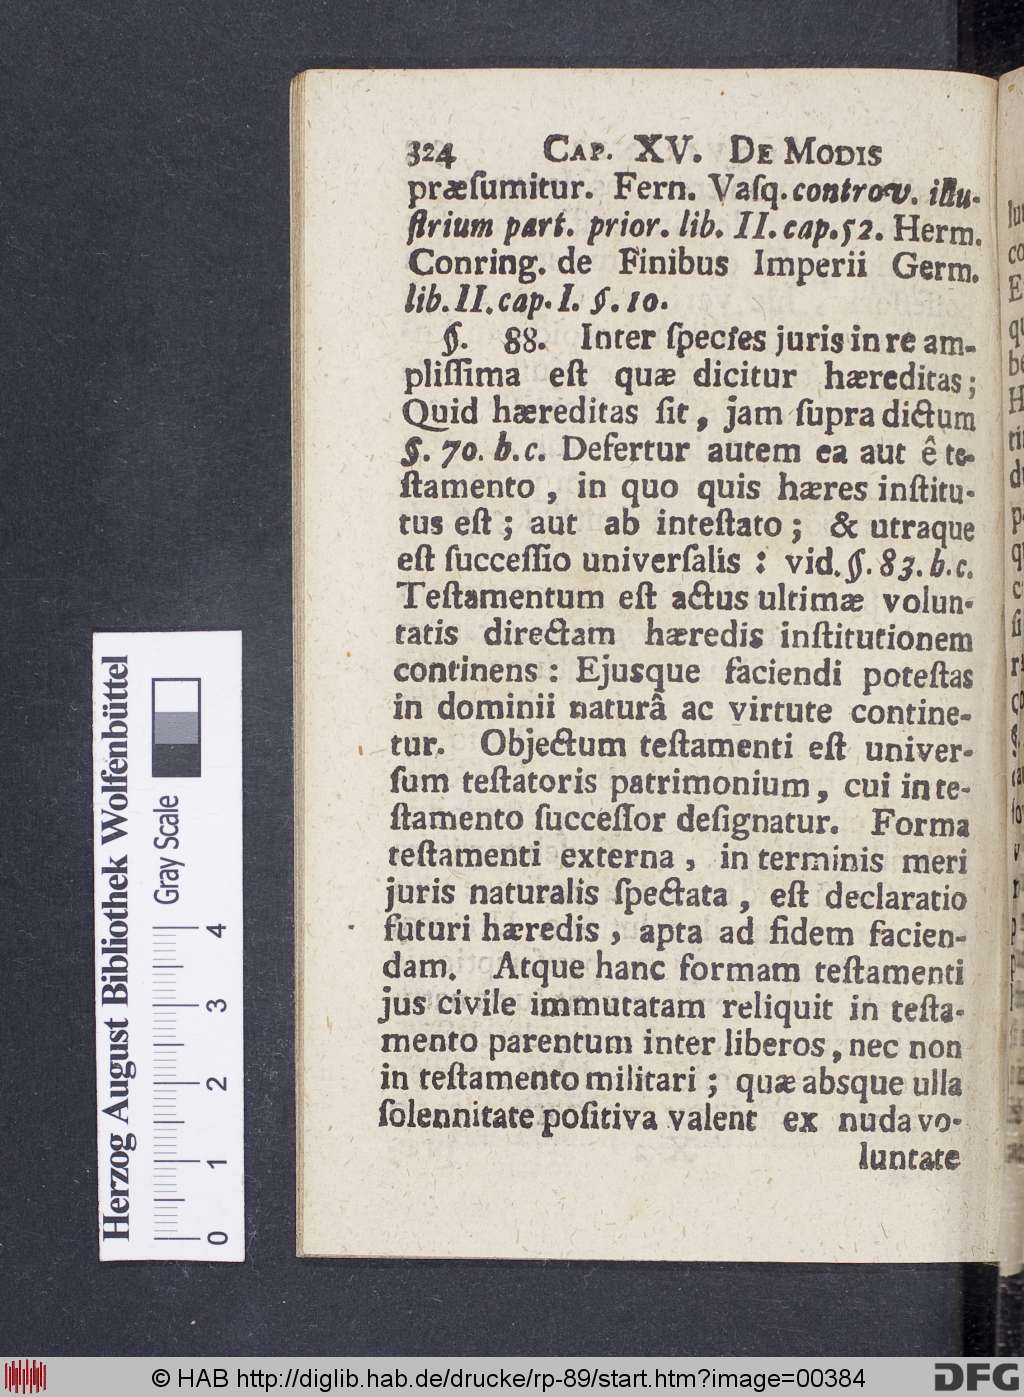 324 CAP. XV. DE MODIS
præſumitur. Fern. Vaſq. controv. illu-
ſtrium part. prior. lib. II. cap. 52. Herm.
Conring. de Finibus Imperii Germ.
lib. II. cap. I. §. 10.
§. 88. Inter ſpecies juris in re am-
pliſſima eſt quæ dicitur hæreditas;
Quid hæreditas ſit, jam ſupra dictum
§. 70. h. c. Defertur autem ea aut ê te-
ſtamento, in quo quis hæres inſtitu-
tus eſt; aut ab inteſtato; & utraque
eſt ſucceſſio univerſalis: vid. §. 83. h. c.
Teſtamentum eſt actus ultimæ volun-
tatis directam hæredis inſtitutionem
continens: Ejusque faciendi poteſtas
in dominii naturâ ac virtute contine-
tur. Objectum teſtamenti eſt univer-
ſum teſtatoris patrimonium, cui in te-
ſtamento ſucceſſor deſignatur. Forma
teſtamenti externa, in terminis meri
juris naturalis ſpectata, eſt declaratio
futuri hæredis, apta ad fidem facien-
dam. Atque hanc formam teſtamenti
jus civile immutatam reliquit in teſta-
mento parentum inter liberos, nec non
in teſtamento militari; quæ absque ulla
ſolennitate poſitiva valent ex nuda vo-
luntate
Herzog August Bibliothek Wolfenbüttel
Gray Scale
0 1 2 3 4
© HAB http://diglib.hab.de/drucke/rp-89/start.htm?image=00384
DFG